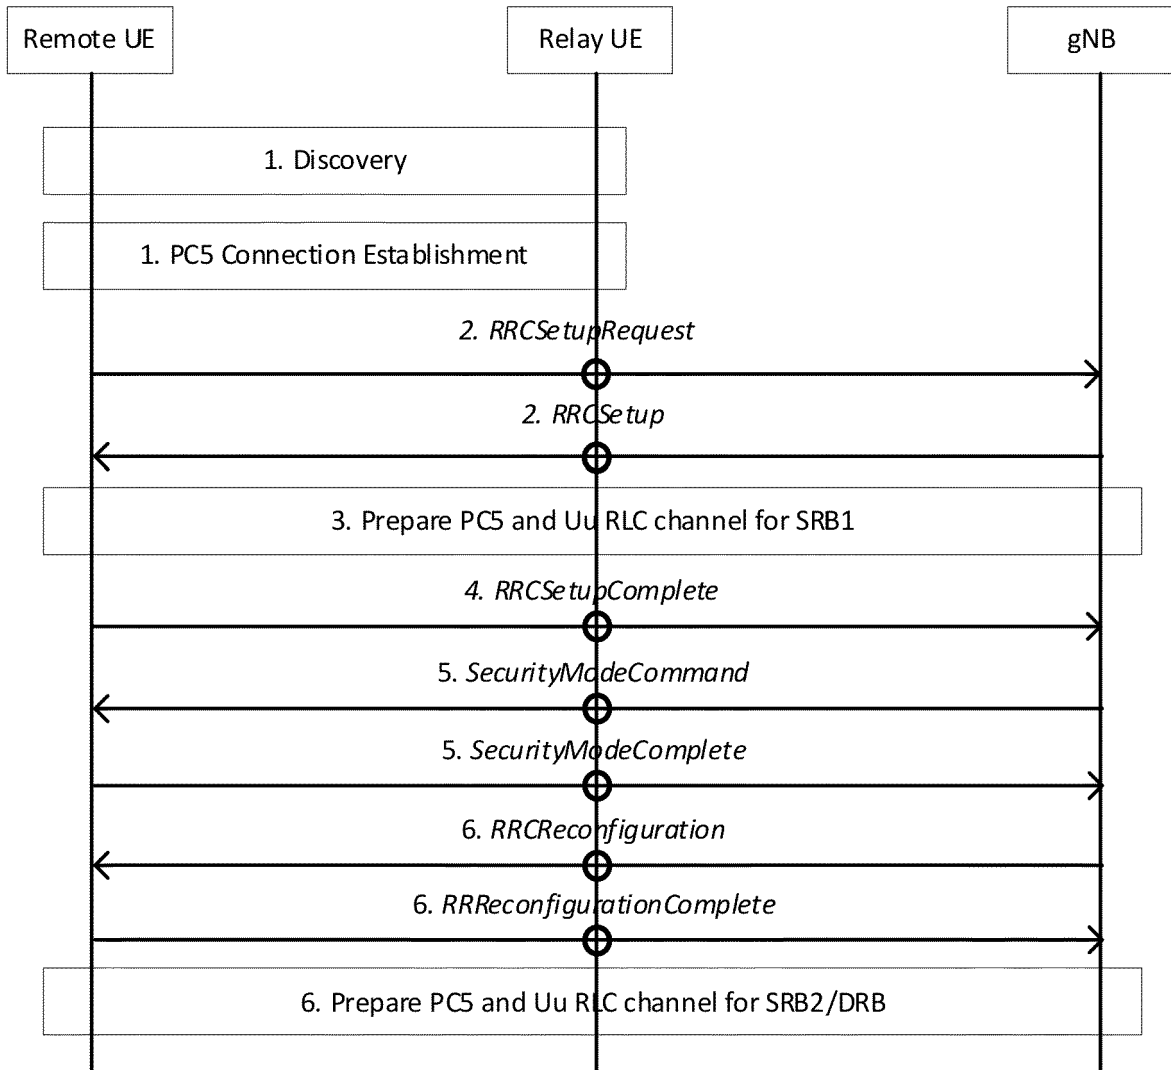 Remote UE
Relay UE
gNB
1. Discovery
1. PC5 Connection Establishment
2. RRCSetupRequest
2. RRCSetup
3. Prepare PC5 and Uu RLC channel for SRB1
4. RRCSetupComplete
5. SecurityModeCommand
5. SecurityModeComplete
6. RRCReconfiguration
6. RRReconfigurationComplete
6. Prepare PC5 and Uu RLC channel for SRB2/DRB